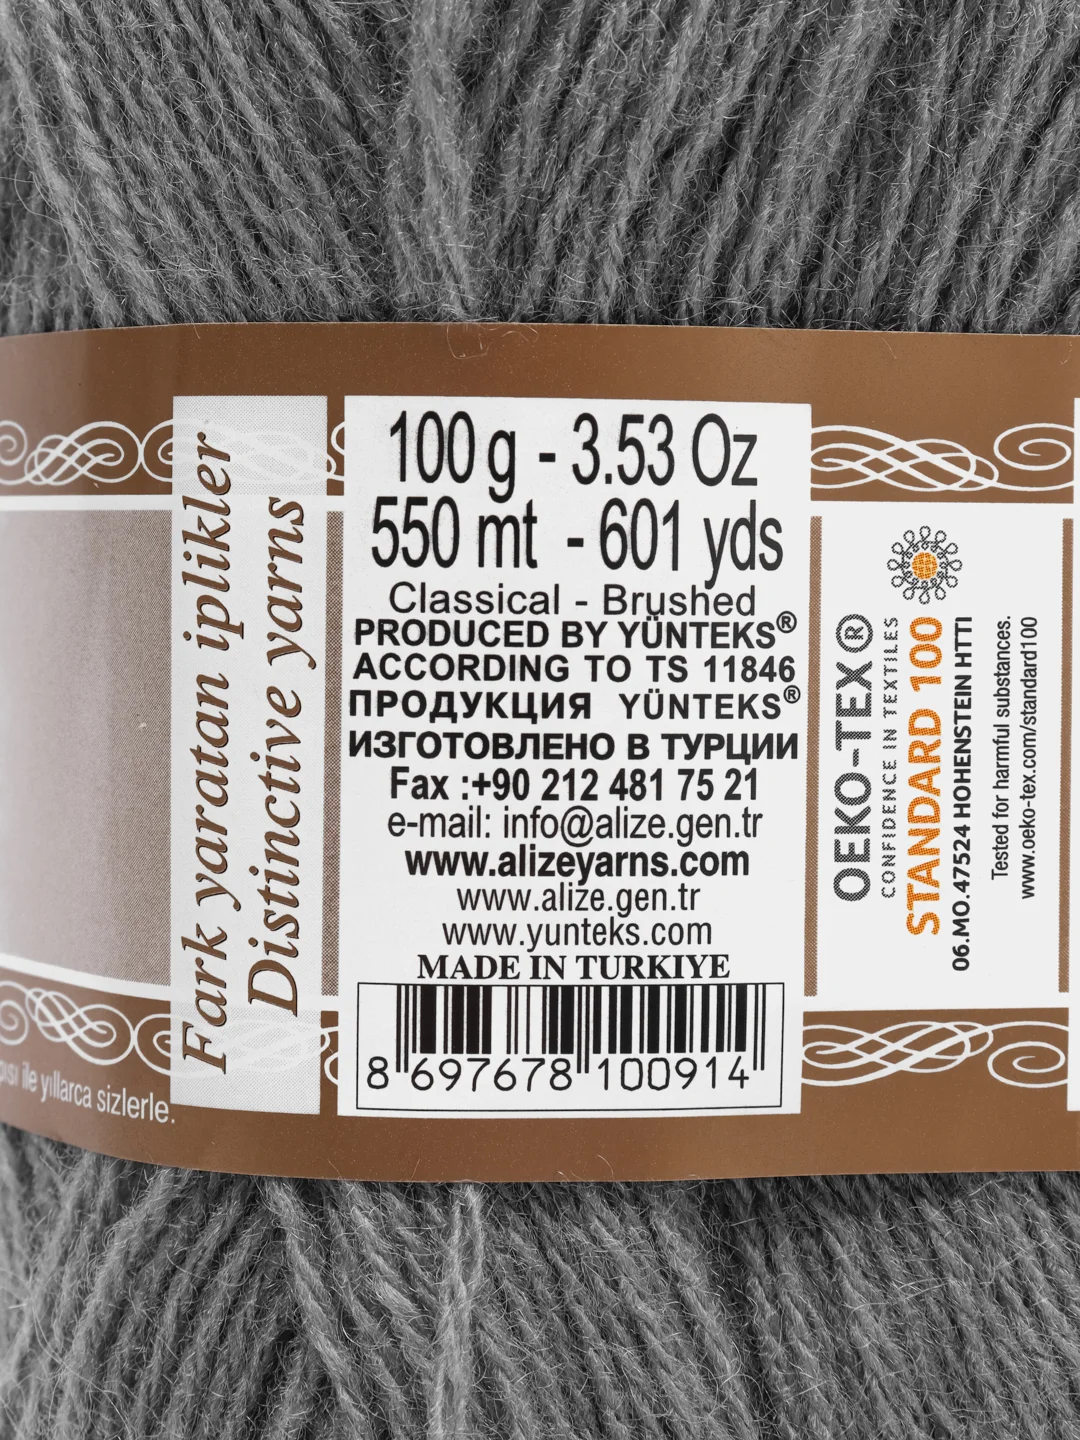 Fark yaratan iplikler
Distinctive yarns
ile yıllarca sizlerle.
100 g - 3.53 Oz
550 mt - 601 yds
Classical - Brushed
PRODUCED BY YÜNTEKS®
ACCORDING TO TS 11846
ПРОДУКЦИЯ YÜNTEKS®
ИЗГОТОВЛЕНО В ТУРЦИИ
Fax :+90 212 481 75 21
e-mail: info@alize.gen.tr
www.alizeyarns.com
www.alize.gen.tr
www.yunteks.com
MADE IN TURKIYE
8 697678 100914
OEKO-TEX®
CONFIDENCE IN TEXTILES
STANDARD 100
06.MO.47524 HOHENSTEIN HTTI
Tested for harmful substances.
www.oeko-tex.com/standard100